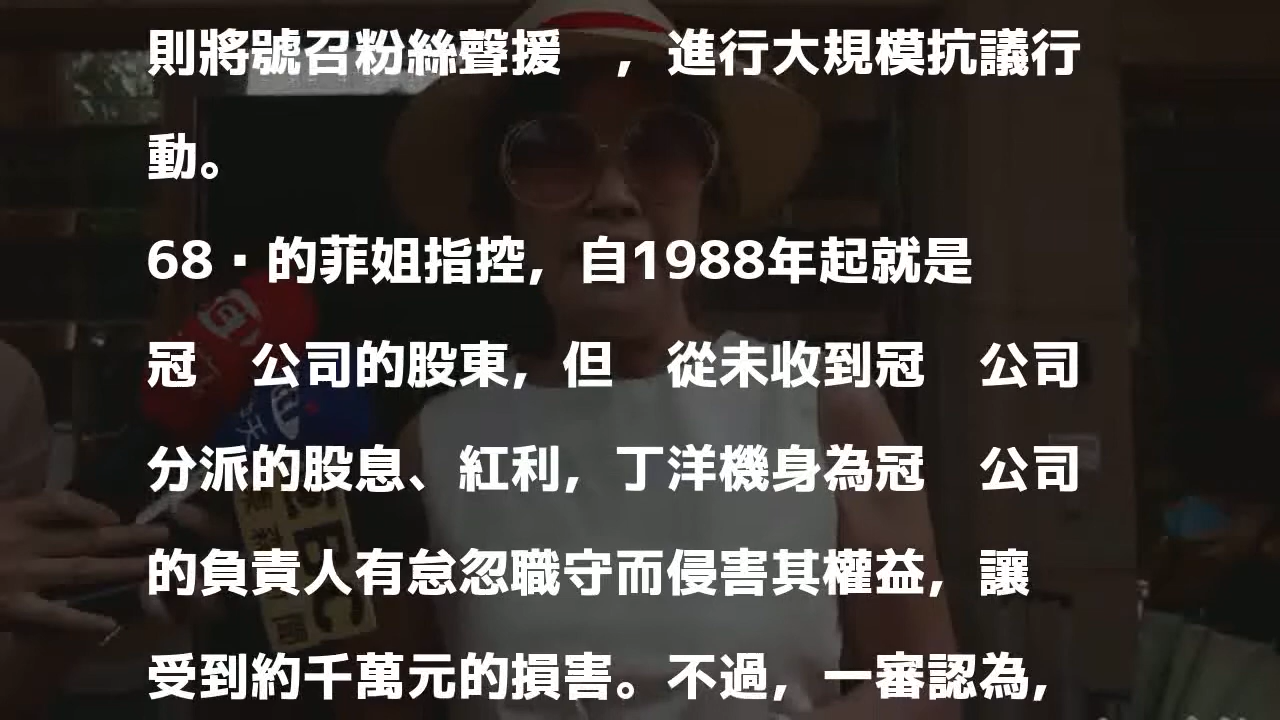 則將號召粉絲聲援　，進行大規模抗議行
動。
68·的菲姐指控，自1988年起就是
冠　公司的股東，但　從未收到冠　公司
分派的股息、紅利，丁洋機身為冠　公司
的負責人有怠忽職守而侵害其權益，讓
受到約千萬元的損害。不過，一審認為，